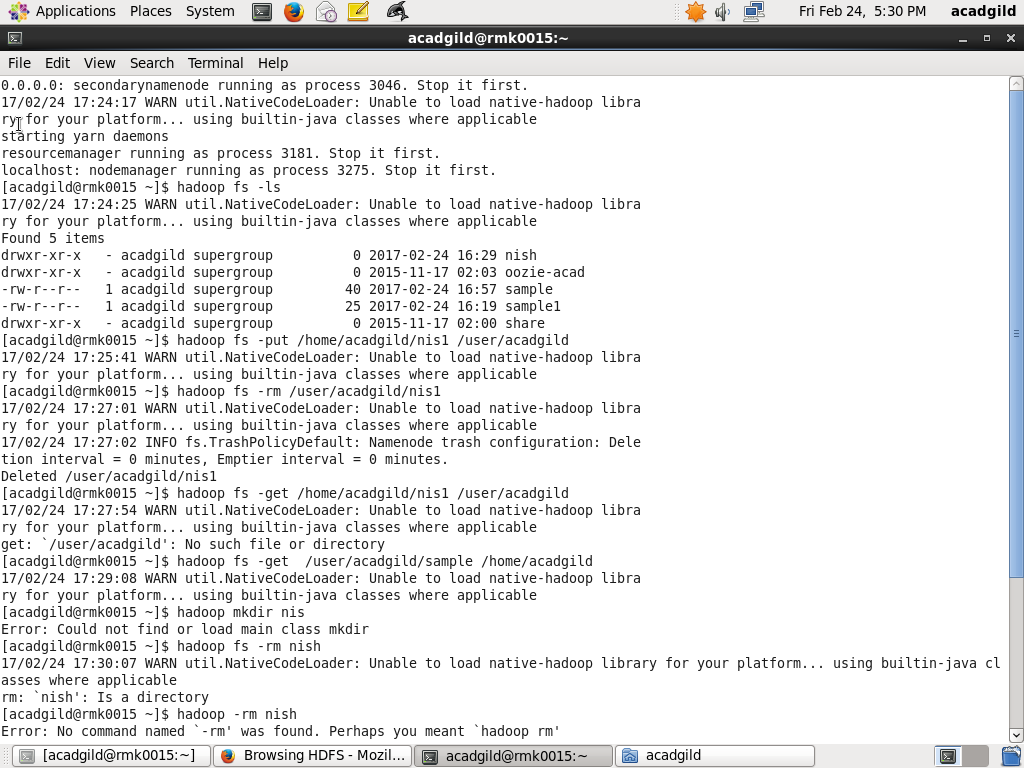 Applications Places System Fri Feb 24, 5:30 PM acadgild
acadgild@rmk0015:~
File Edit View Search Terminal Help
0.0.0.0: secondarynamenode running as process 3046. Stop it first.
17/02/24 17:24:17 WARN util.NativeCodeLoader: Unable to load native-hadoop libra
ry for your platform... using builtin-java classes where applicable
starting yarn daemons
resourcemanager running as process 3181. Stop it first.
localhost: nodemanager running as process 3275. Stop it first.
[acadgild@rmk0015 ~]$ hadoop fs -ls
17/02/24 17:24:25 WARN util.NativeCodeLoader: Unable to load native-hadoop libra
ry for your platform... using builtin-java classes where applicable
Found 5 items
drwxr-xr-x   - acadgild supergroup          0 2017-02-24 16:29 nish
drwxr-xr-x   - acadgild supergroup          0 2015-11-17 02:03 oozie-acad
-rw-r--r--   1 acadgild supergroup         40 2017-02-24 16:57 sample
-rw-r--r--   1 acadgild supergroup         25 2017-02-24 16:19 sample1
drwxr-xr-x   - acadgild supergroup          0 2015-11-17 02:00 share
[acadgild@rmk0015 ~]$ hadoop fs -put /home/acadgild/nis1 /user/acadgild
17/02/24 17:25:41 WARN util.NativeCodeLoader: Unable to load native-hadoop libra
ry for your platform... using builtin-java classes where applicable
[acadgild@rmk0015 ~]$ hadoop fs -rm /user/acadgild/nis1
17/02/24 17:27:01 WARN util.NativeCodeLoader: Unable to load native-hadoop libra
ry for your platform... using builtin-java classes where applicable
17/02/24 17:27:02 INFO fs.TrashPolicyDefault: Namenode trash configuration: Dele
tion interval = 0 minutes, Emptier interval = 0 minutes.
Deleted /user/acadgild/nis1
[acadgild@rmk0015 ~]$ hadoop fs -get /home/acadgild/nis1 /user/acadgild
17/02/24 17:27:54 WARN util.NativeCodeLoader: Unable to load native-hadoop libra
ry for your platform... using builtin-java classes where applicable
get: `/user/acadgild': No such file or directory
[acadgild@rmk0015 ~]$ hadoop fs -get  /user/acadgild/sample /home/acadgild
17/02/24 17:29:08 WARN util.NativeCodeLoader: Unable to load native-hadoop libra
ry for your platform... using builtin-java classes where applicable
[acadgild@rmk0015 ~]$ hadoop mkdir nis
Error: Could not find or load main class mkdir
[acadgild@rmk0015 ~]$ hadoop fs -rm nish
17/02/24 17:30:07 WARN util.NativeCodeLoader: Unable to load native-hadoop library for your platform... using builtin-java cl
asses where applicable
rm: `nish': Is a directory
[acadgild@rmk0015 ~]$ hadoop -rm nish
Error: No command named `-rm' was found. Perhaps you meant `hadoop rm'
[acadgild@rmk0015:~] Browsing HDFS - Mozil... acadgild@rmk0015:~ acadgild